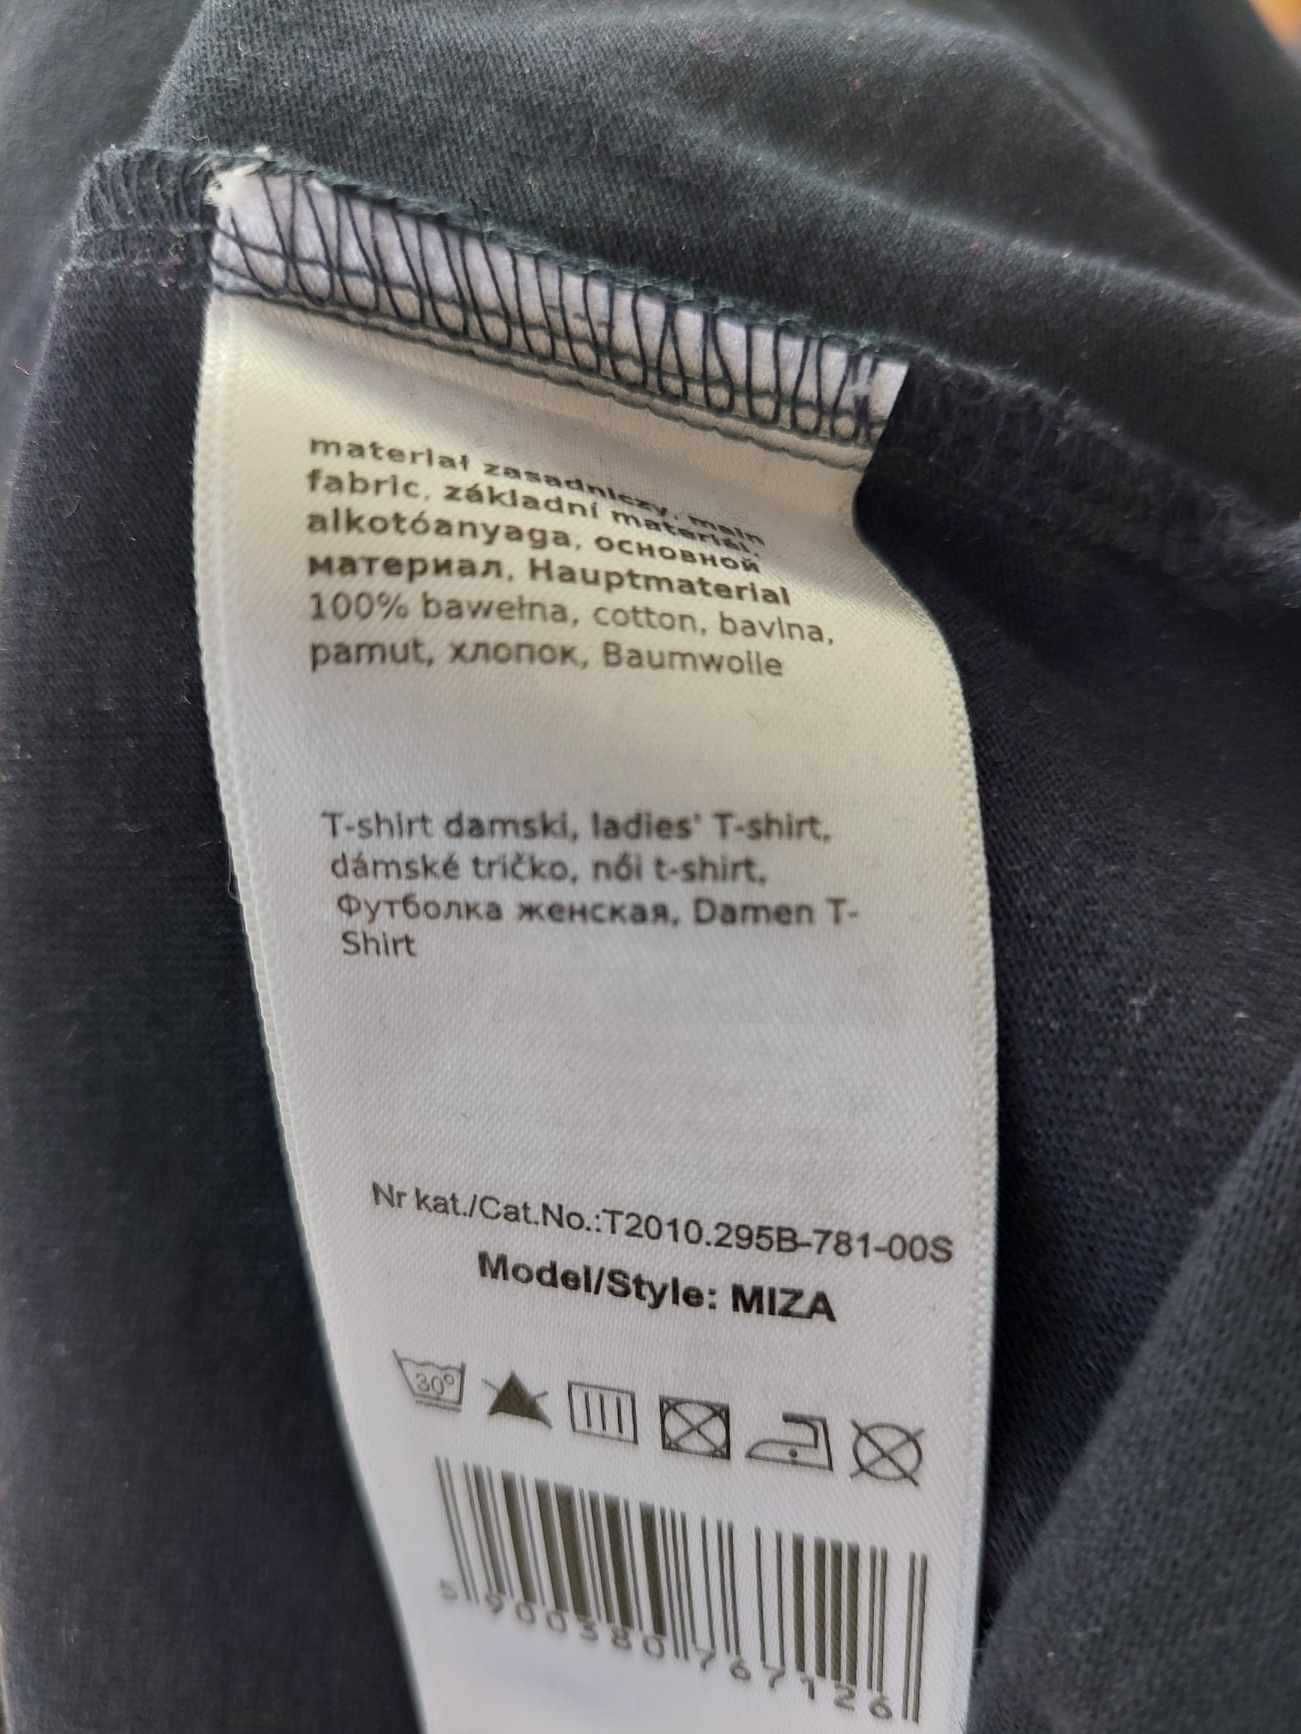 materiał zasadniczy, main
fabric, základní materiál,
alkotóanyaga, основной
материал, Hauptmaterial
100% bawełna, cotton, bavlna,
pamut, хлопок, Baumwolle
T-shirt damski, ladies' T-shirt,
dámské tričko, női t-shirt,
Футболка женская, Damen T-
Shirt
Nr kat./Cat.No.:T2010.295B-781-00S
Model/Style: MIZA
30°
5 900380 767126